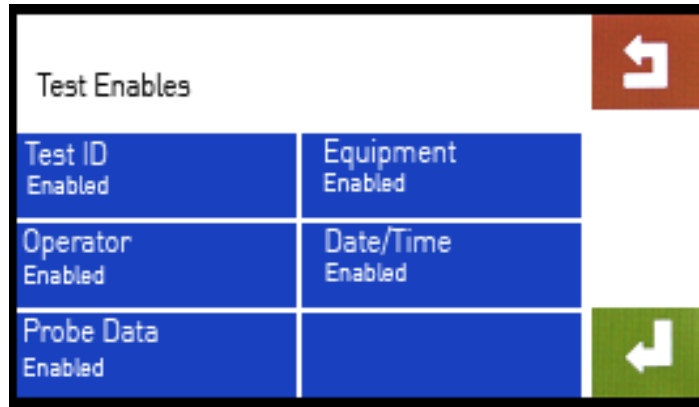 Test Enables
Test ID
Enabled
Equipment
Enabled
Operator
Enabled
Date/Time
Enabled
Probe Data
Enabled